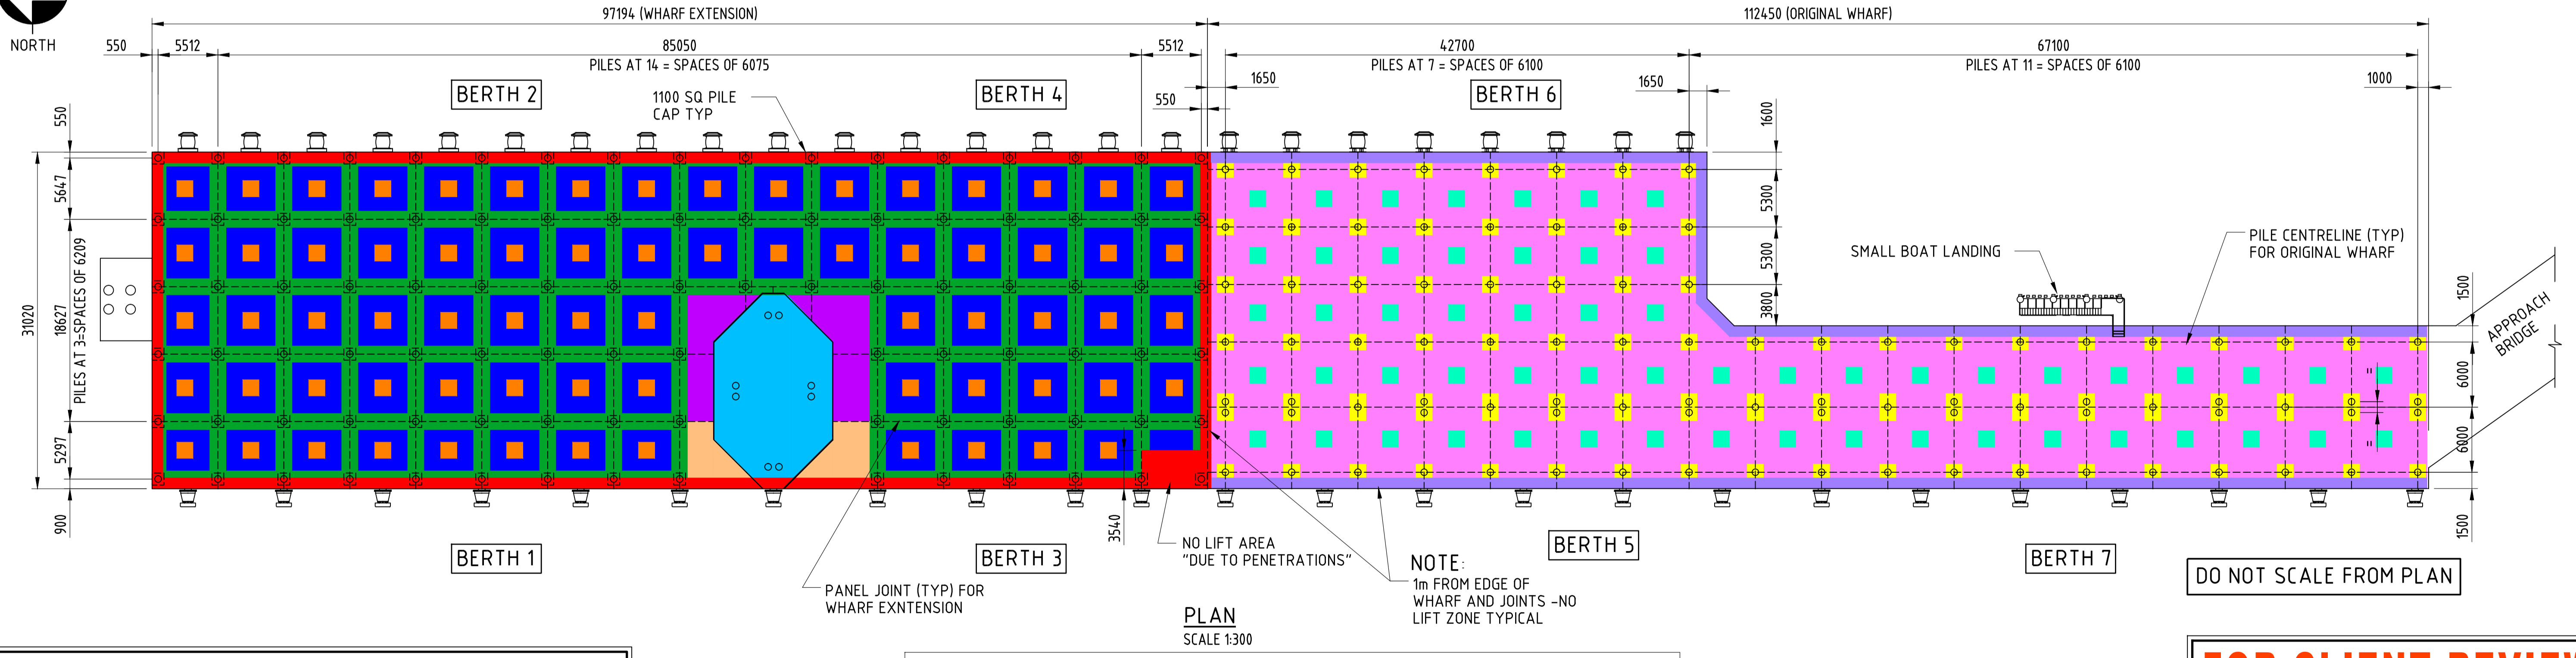 97194 (WHARF EXTENSION)
112450 (ORIGINAL WHARF)
NORTH
550
5512
85050
5512
42700
67100
PILES AT 14 = SPACES OF 6075
PILES AT 7 = SPACES OF 6100
PILES AT 11 = SPACES OF 6100
1650
1650
1000
BERTH 2
BERTH 4
BERTH 6
1100 SQ PILE
CAP TYP
550
550
1600
5647
31020
18627
PILES AT 3=SPACES OF 6209
5297
900
5300
5300
3800
SMALL BOAT LANDING
PILE CENTRELINE (TYP)
FOR ORIGINAL WHARF
1500
APPROACH
BRIDGE
=
6000
=
6000
1500
3540
BERTH 1
BERTH 3
BERTH 5
BERTH 7
NO LIFT AREA
"DUE TO PENETRATIONS"
NOTE:
1m FROM EDGE OF
WHARF AND JOINTS -NO
LIFT ZONE TYPICAL
PANEL JOINT (TYP) FOR
WHARF EXNTENSION
DO NOT SCALE FROM PLAN
PLAN
SCALE 1:300
FOR CLIENT REVIEW